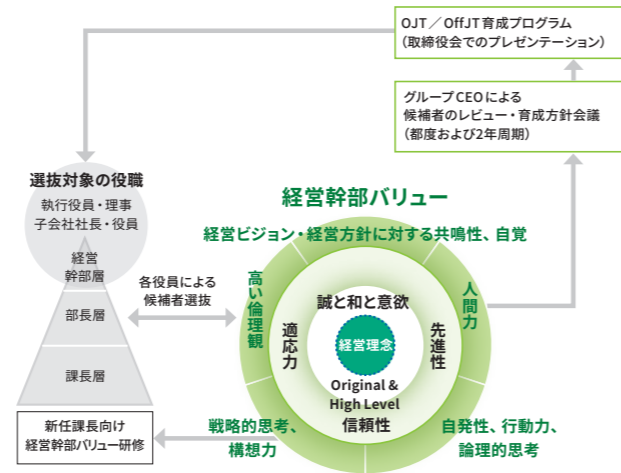 OJT／OffJT育成プログラム
（取締役会でのプレゼンテーション）
グループCEOによる
候補者のレビュー・育成方針会議
（都度および2年周期）
選抜対象の役職
執行役員・理事
子会社社長・役員
経営
幹部層
部長層
課長層
各役員による
候補者選抜
新任課長向け
経営幹部バリュー研修
経営幹部バリュー
経営ビジョン・経営方針に対する共鳴性、自覚
高い倫理観
人間力
誠と和と意欲
適応力
経営理念
先進性
Original &
High Level
信頼性
戦略的思考、
構想力
自発性、行動力、
論理的思考